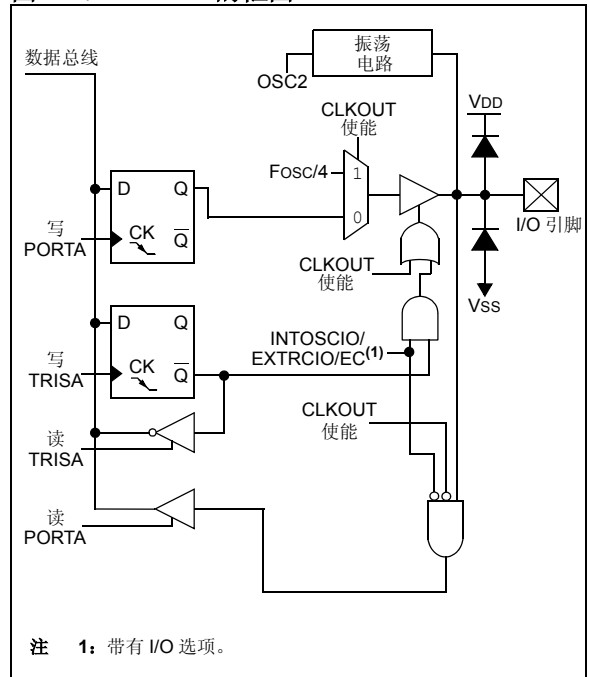 数据总线
振荡
电路
OSC2
CLKOUT
使能
VDD
FOSC/4
1
0
D Q
写
PORTA
CK Q
I/O 引脚
CLKOUT
使能
VSS
D Q
INTOSCIO/
EXTRCIO/EC(1)
写
TRISA
CK Q
CLKOUT
使能
读
TRISA
读
PORTA
注 1: 带有 I/O 选项。